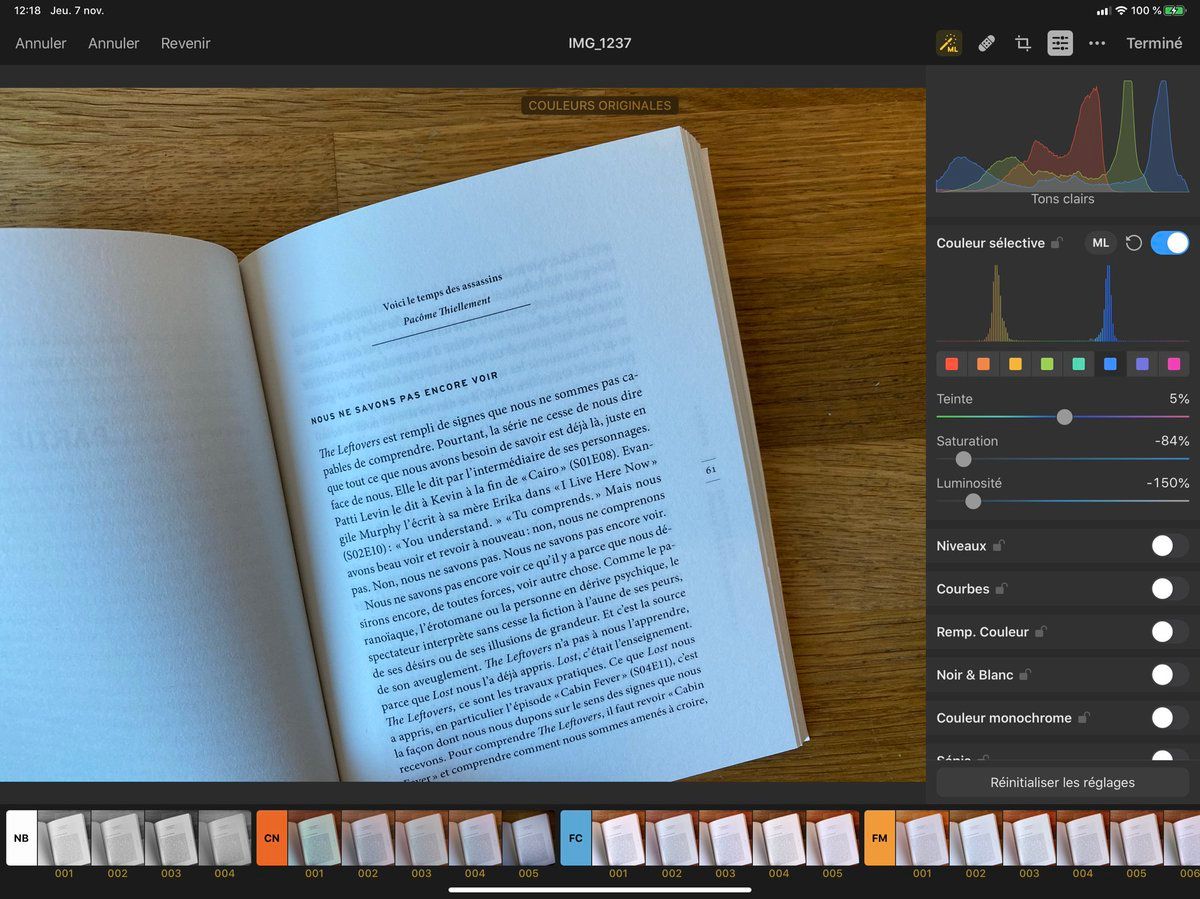 12:18 Jeu. 7 nov.
100 %
Annuler Annuler Revenir
IMG_1237
ML
Terminé
COULEURS ORIGINALES
Voici le temps des assassins
Pacôme Thiellement
NOUS NE SAVONS PAS ENCORE VOIR
The Leftovers est rempli de signes que nous ne sommes pas ca-
pables de comprendre. Pourtant, la série ne cesse de nous dire
que tout ce que nous avons besoin de savoir est déjà là, juste en
face de nous. Elle le dit par l'intermédiaire de ses personnages.
Patti Levin le dit à Kevin à la fin de « Cairo » (S01E08). Evan-
gile Murphy l'écrit à sa mère Erika dans « I Live Here Now »
(S02E10) : « You understand. » « Tu comprends. » Mais nous
avons beau voir et revoir à nouveau : non, nous ne comprenons
pas. Non, nous ne savons pas. Nous ne savons pas encore voir.
Nous ne savons pas encore voir ce qu'il y a parce que nous dé-
sirons encore, de toutes forces, voir autre chose. Comme le pa-
ranoïaque, l'érotomane ou la personne en dérive psychique, le
spectateur interprète sans cesse la fiction à l'aune de ses peurs,
de ses désirs ou de ses illusions de grandeur. Et c'est la source
de son aveuglement. The Leftovers n'a pas à nous l'apprendre,
parce que Lost nous l'a déjà appris. Lost, c'était l'enseignement.
The Leftovers, ce sont les travaux pratiques. Ce que Lost nous
a appris, en particulier l'épisode « Cabin Fever » (S04E11), c'est
la façon dont nous nous dupons sur le sens des signes que nous
recevons. Pour comprendre The Leftovers, il faut revoir « Cabin
Fever » et comprendre comment nous sommes amenés à croire,
61
Tons clairs
Couleur sélective ML
Teinte 5%
Saturation -84%
Luminosité -150%
Niveaux
Courbes
Remp. Couleur
Noir & Blanc
Couleur monochrome
Sépia
Réinitialiser les réglages
NB CN FC FM
001 002 003 004 001 002 003 004 005 001 002 003 004 005 001 002 003 004 005 006